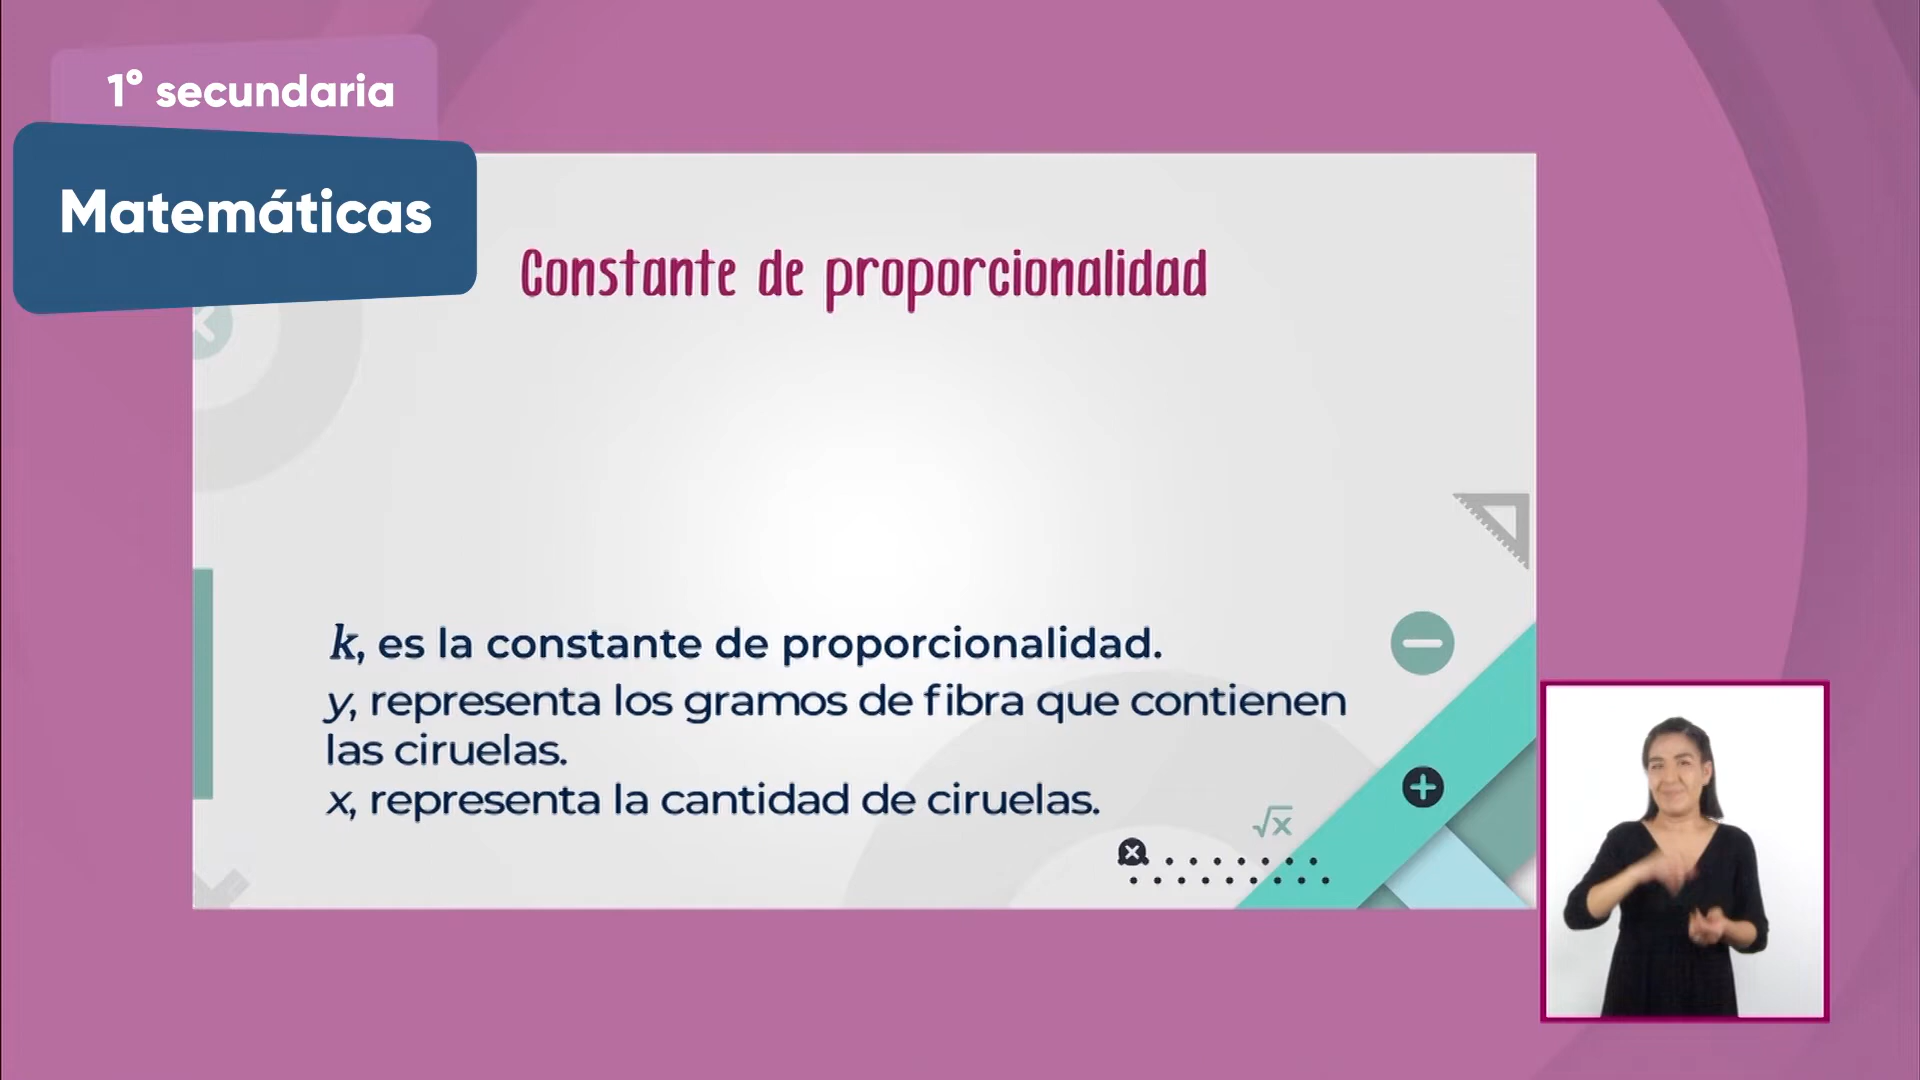 1° secundaria
Matemáticas
Constante de proporcionalidad
k, es la constante de proporcionalidad.
y, representa los gramos de fibra que contienen
las ciruelas.
x, representa la cantidad de ciruelas.
√x